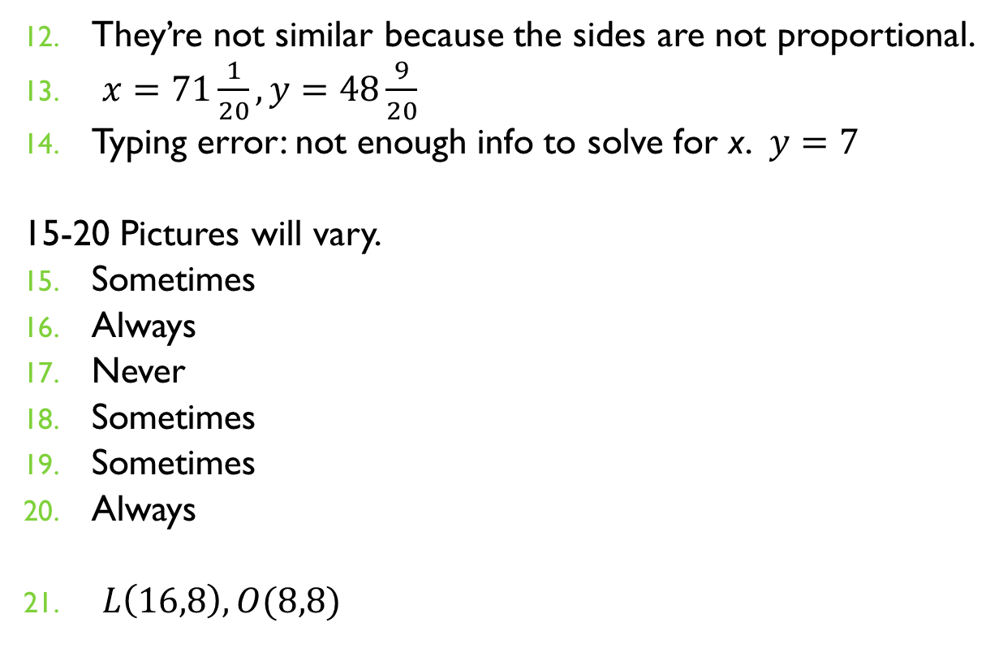 12. They’re not similar because the sides are not proportional.
13. x = 71 1/20, y = 48 9/20
14. Typing error: not enough info to solve for x. y = 7
15-20 Pictures will vary.
15. Sometimes
16. Always
17. Never
18. Sometimes
19. Sometimes
20. Always
21. L(16,8), O(8,8)